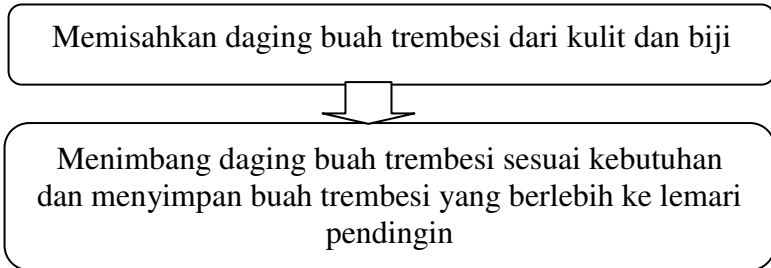 Memisahkan daging buah trembesi dari kulit dan biji
Menimbang daging buah trembesi sesuai kebutuhan
dan menyimpan buah trembesi yang berlebih ke lemari
pendingin